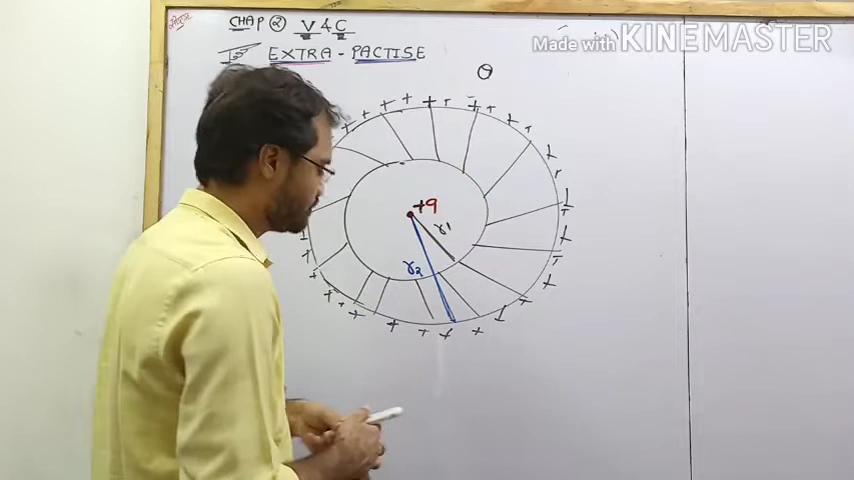 CHAP ② V & C
EXTRA - PACTISE
Made with KINEMASTER
θ
+q
r1
r2